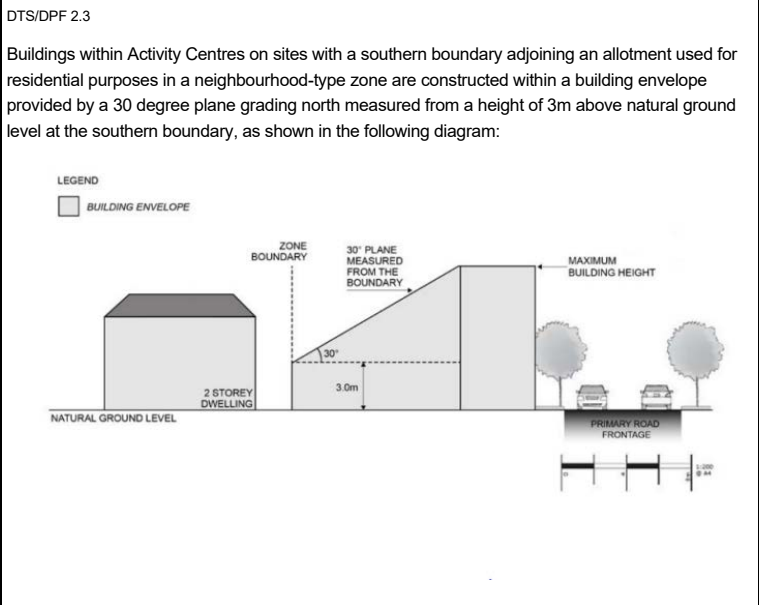 DTS/DPF 2.3
Buildings within Activity Centres on sites with a southern boundary adjoining an allotment used for
residential purposes in a neighbourhood-type zone are constructed within a building envelope
provided by a 30 degree plane grading north measured from a height of 3m above natural ground
level at the southern boundary, as shown in the following diagram:
LEGEND
BUILDING ENVELOPE
ZONE
BOUNDARY
30° PLANE
MEASURED
FROM THE
BOUNDARY
MAXIMUM
BUILDING HEIGHT
30°
3.0m
2 STOREY
DWELLING
NATURAL GROUND LEVEL
PRIMARY ROAD
FRONTAGE
1:200
@ A4